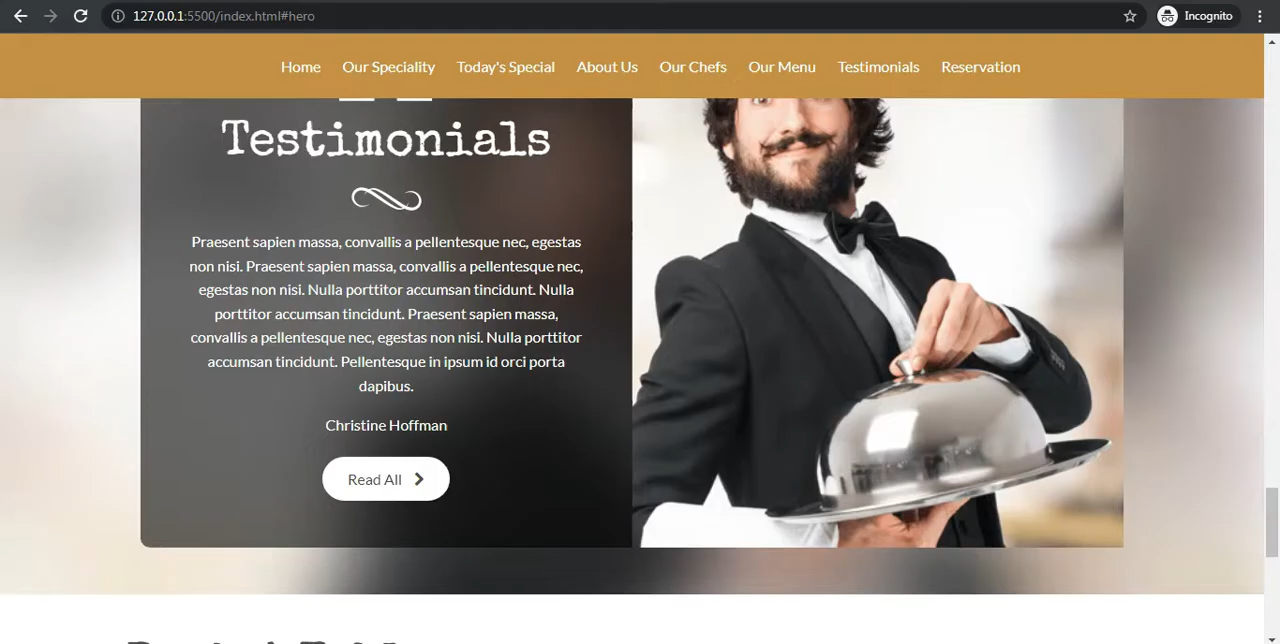 127.0.0.1:5500/index.html#hero
Incognito
Home Our Speciality Today's Special About Us Our Chefs Our Menu Testimonials Reservation
Testimonials
Praesent sapien massa, convallis a pellentesque nec, egestas
non nisi. Praesent sapien massa, convallis a pellentesque nec,
egestas non nisi. Nulla porttitor accumsan tincidunt. Nulla
porttitor accumsan tincidunt. Praesent sapien massa,
convallis a pellentesque nec, egestas non nisi. Nulla porttitor
accumsan tincidunt. Pellentesque in ipsum id orci porta
dapibus.
Christine Hoffman
Read All